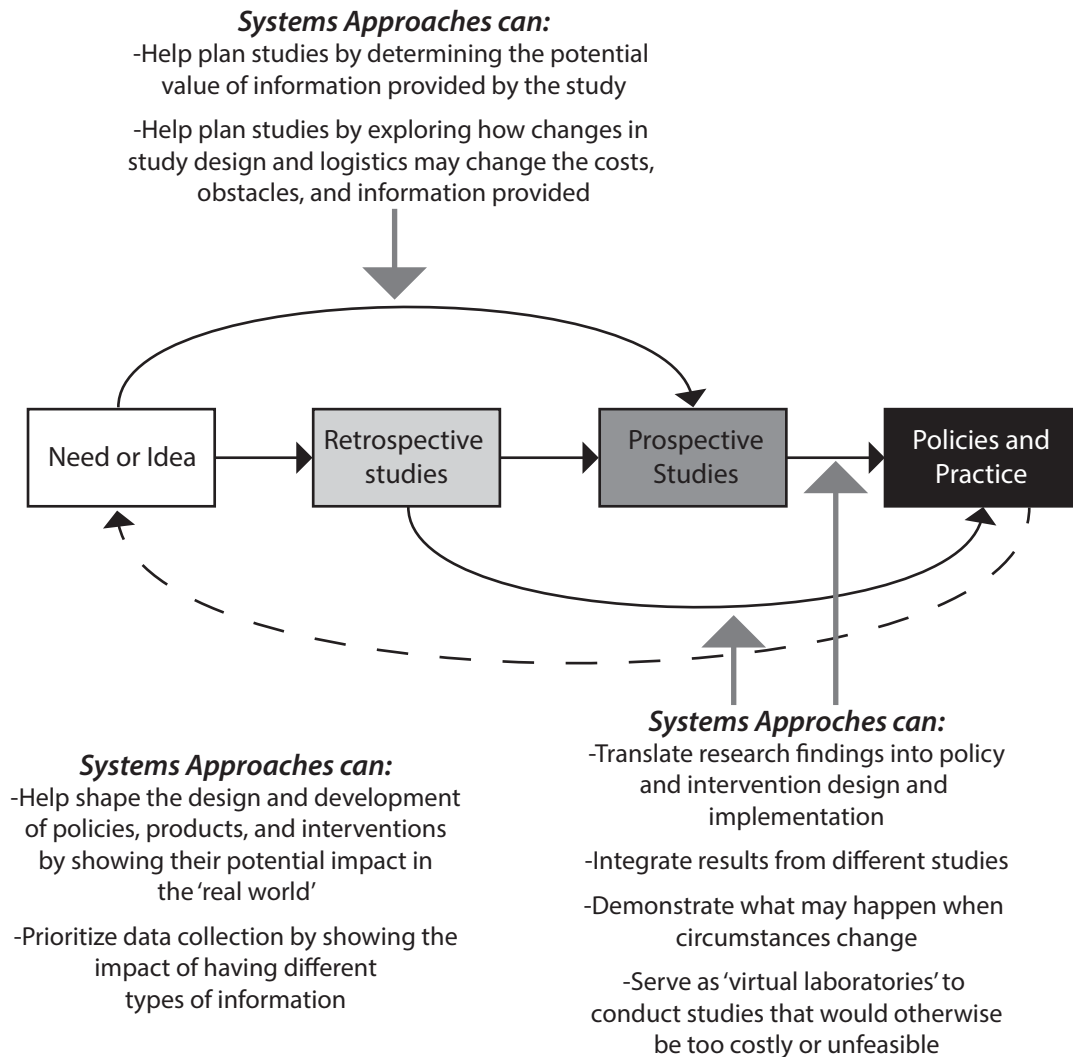 Systems Approaches can:
-Help plan studies by determining the potential
value of information provided by the study
-Help plan studies by exploring how changes in
study design and logistics may change the costs,
obstacles, and information provided
Need or Idea
Retrospective
studies
Prospective
Studies
Policies and
Practice
Systems Approaches can:
-Help shape the design and development
of policies, products, and interventions
by showing their potential impact in
the ‘real world’
-Prioritize data collection by showing the
impact of having different
types of information
Systems Approches can:
-Translate research findings into policy
and intervention design and
implementation
-Integrate results from different studies
-Demonstrate what may happen when
circumstances change
-Serve as ‘virtual laboratories’ to
conduct studies that would otherwise
be too costly or unfeasible